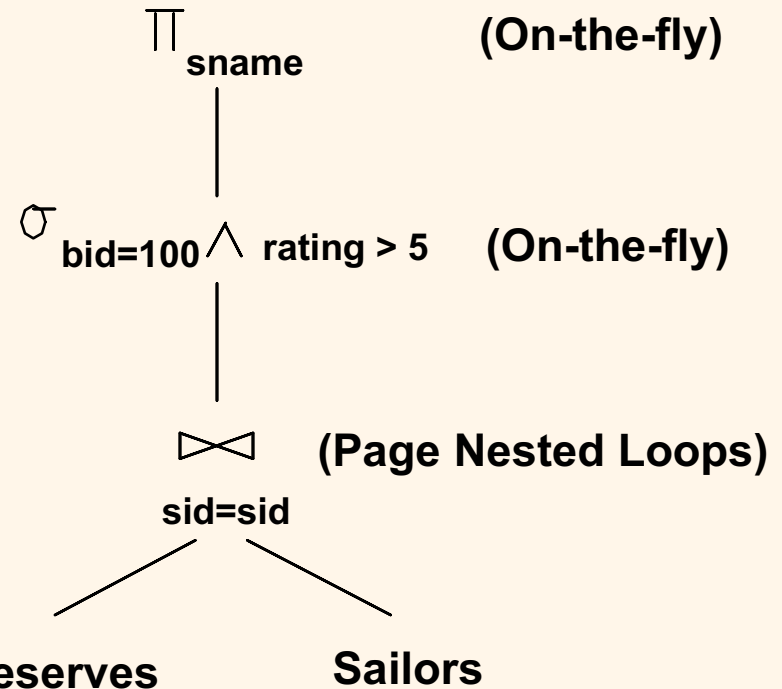 π sname (On-the-fly)
σ bid=100 ∧ rating > 5 (On-the-fly)
⋈ (Page Nested Loops)
sid=sid
eserves Sailors